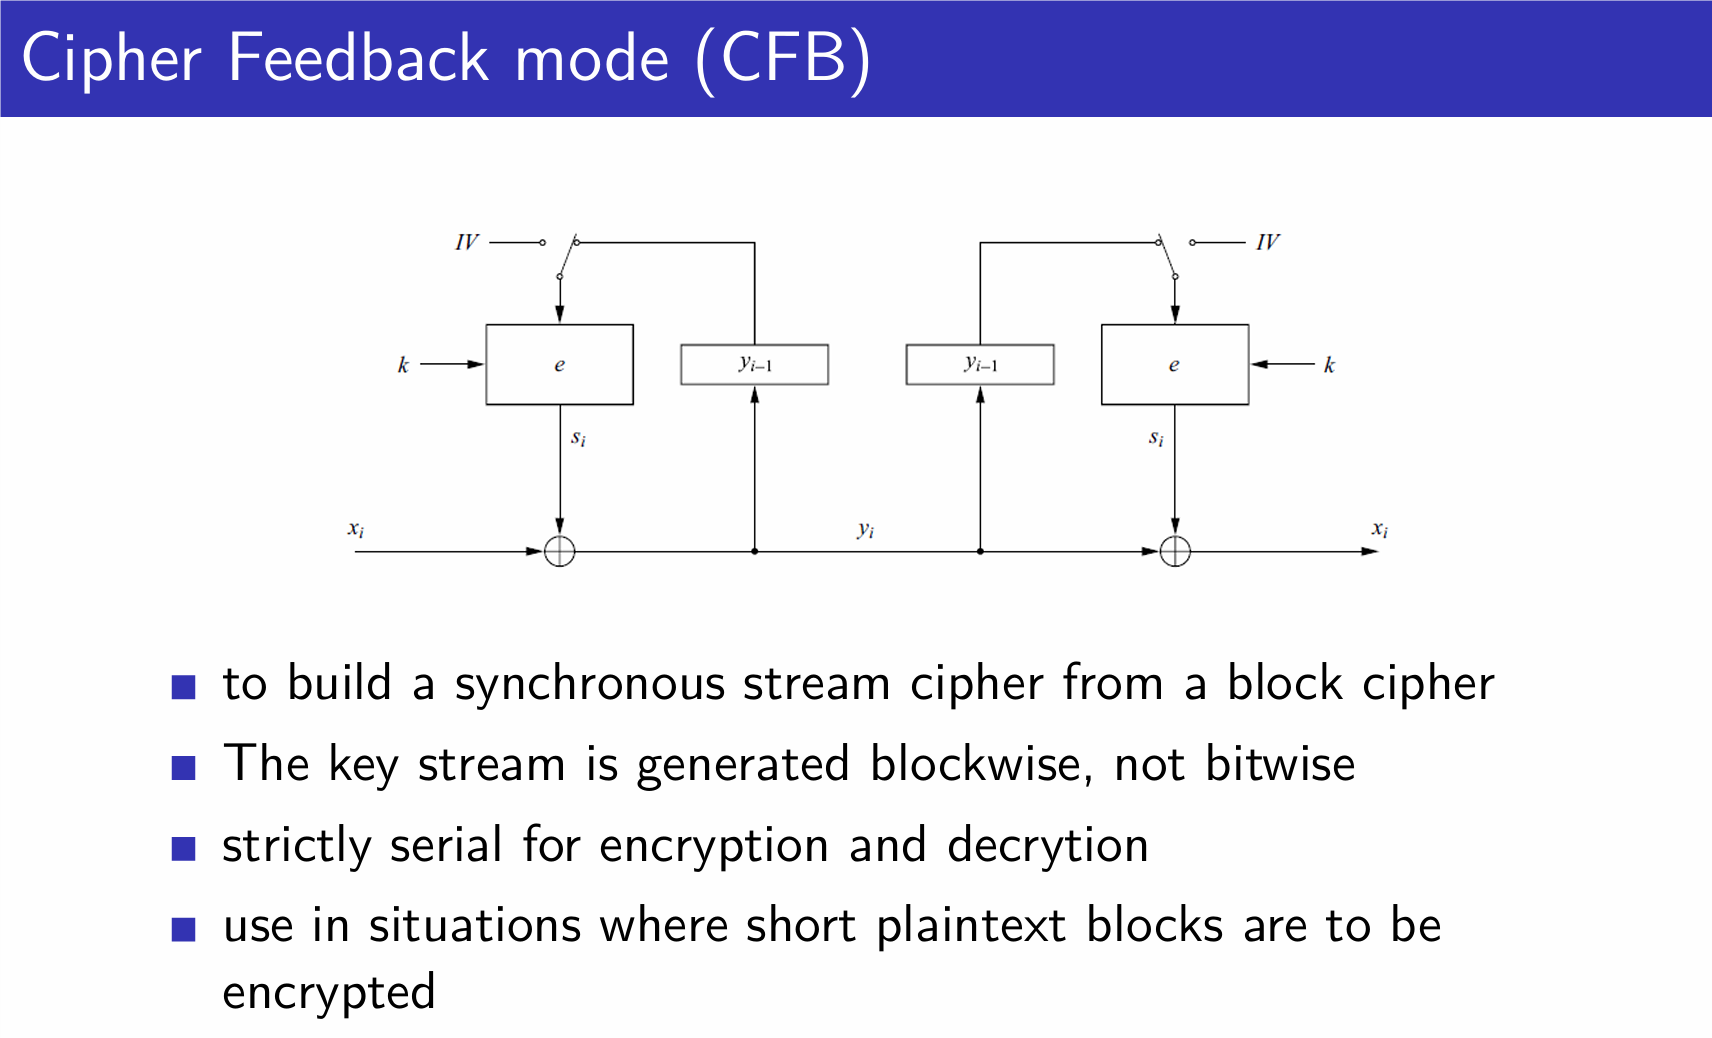 Cipher Feedback mode (CFB)
IV
IV
k
e
y_{i−1}
y_{i−1}
e
k
s_i
s_i
x_i
y_i
x_i
to build a synchronous stream cipher from a block cipher
The key stream is generated blockwise, not bitwise
strictly serial for encryption and decrytion
use in situations where short plaintext blocks are to be
encrypted